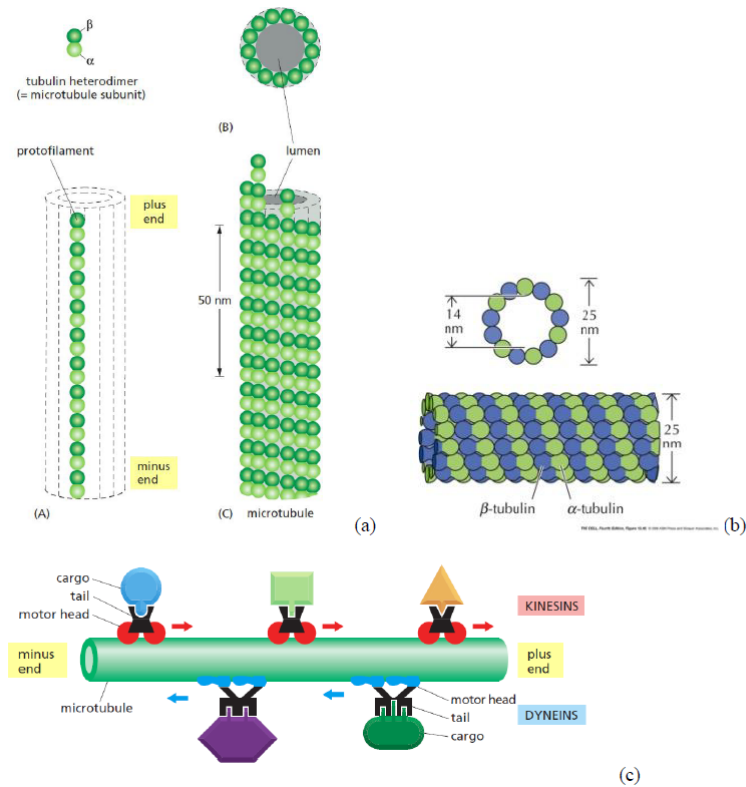 β
α
tubulin heterodimer
(= microtubule subunit)
(B)
protofilament
lumen
plus
end
50 nm
minus
end
(A)
(C)
microtubule
(a)
14
nm
25
nm
25
nm
β-tubulin
α-tubulin
(b)
cargo
tail
motor head
KINESINS
minus
end
plus
end
microtubule
motor head
tail
cargo
DYNEINS
(c)